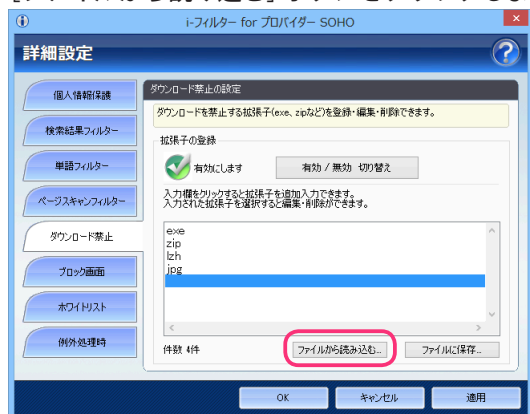 i-フィルター for プロバイダー SOHO
詳細設定
個人情報保護
検索結果フィルター
単語フィルター
ページスキャンフィルター
ダウンロード禁止
ブロック画面
ホワイトリスト
例外処理時
ダウンロード禁止の設定
ダウンロードを禁止する拡張子(exe、zipなど)を登録・編集・削除できます。
拡張子の登録
有効にします
有効 / 無効 切り替え
入力欄をクリックすると拡張子を追加入力できます。
入力された拡張子を選択すると編集・削除ができます。
exe
zip
lzh
jpg
件数 4件
ファイルから読み込む...
ファイルに保存...
OK
キャンセル
適用